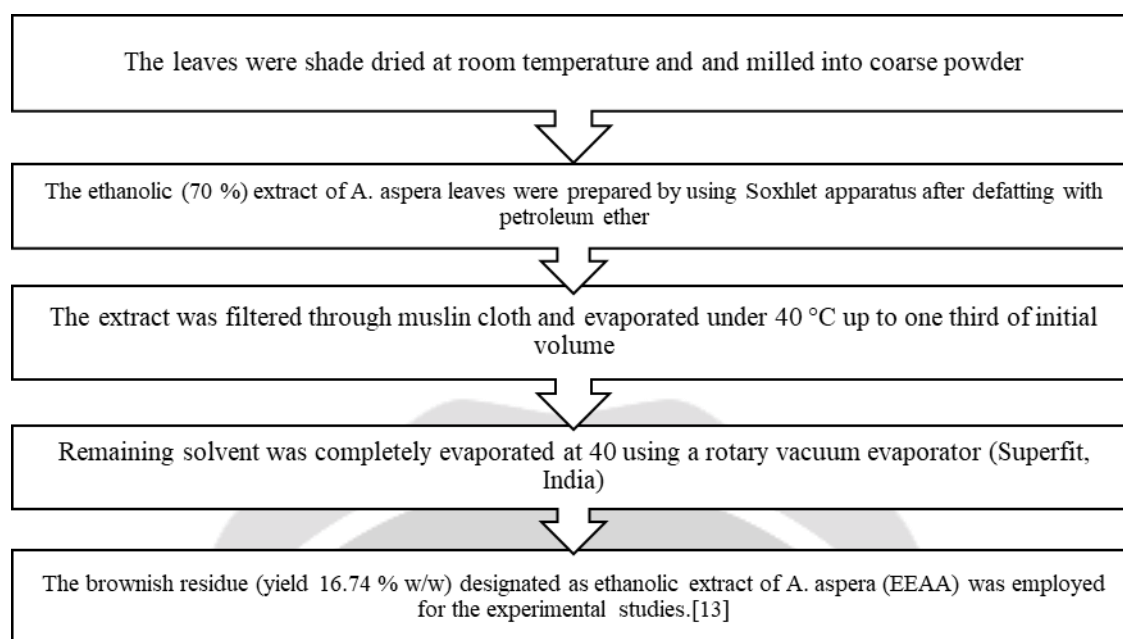 The leaves were shade dried at room temperature and and milled into coarse powder
The ethanolic (70 %) extract of A. aspera leaves were prepared by using Soxhlet apparatus after defatting with
petroleum ether
The extract was filtered through muslin cloth and evaporated under 40 °C up to one third of initial
volume
Remaining solvent was completely evaporated at 40 using a rotary vacuum evaporator (Superfit,
India)
The brownish residue (yield 16.74 % w/w) designated as ethanolic extract of A. aspera (EEAA) was employed
for the experimental studies.[13]